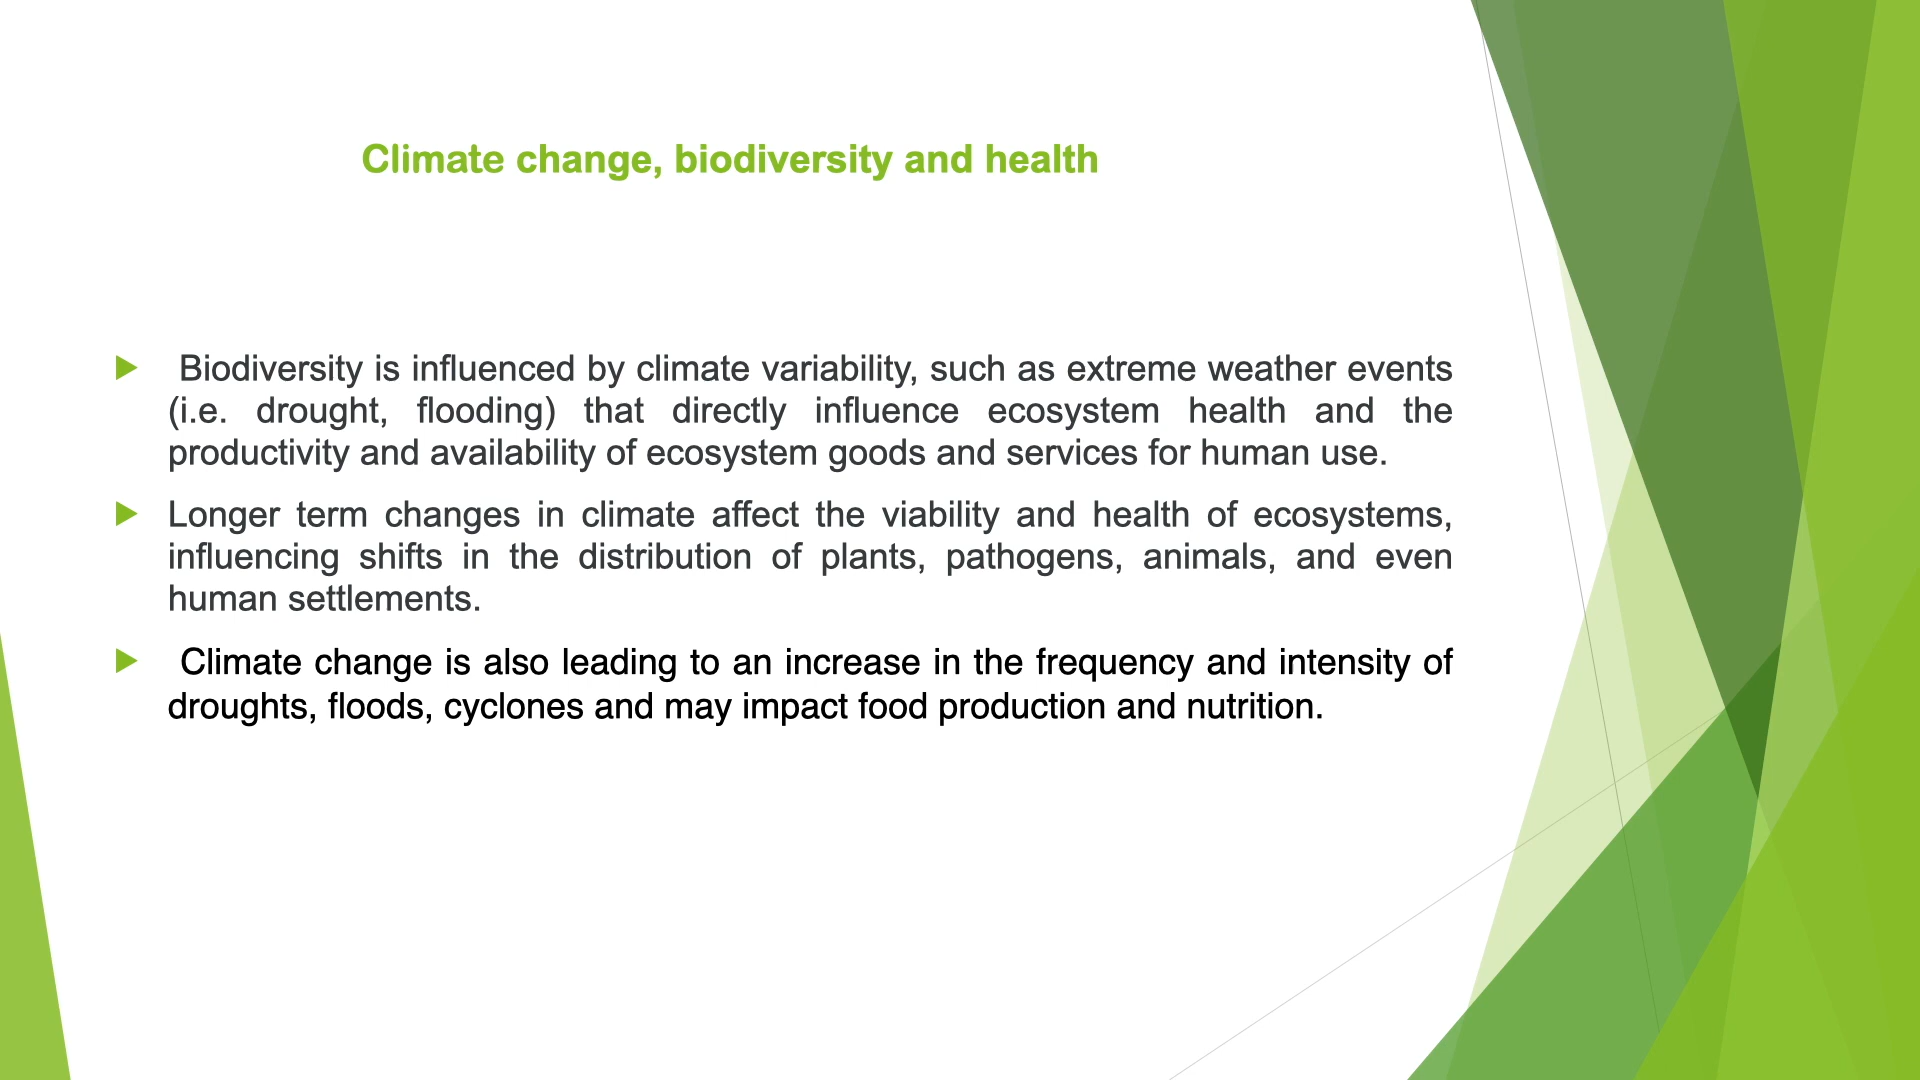 Climate change, biodiversity and health
Biodiversity is influenced by climate variability, such as extreme weather events
(i.e. drought, flooding) that directly influence ecosystem health and the
productivity and availability of ecosystem goods and services for human use.
Longer term changes in climate affect the viability and health of ecosystems,
influencing shifts in the distribution of plants, pathogens, animals, and even
human settlements.
Climate change is also leading to an increase in the frequency and intensity of
droughts, floods, cyclones and may impact food production and nutrition.